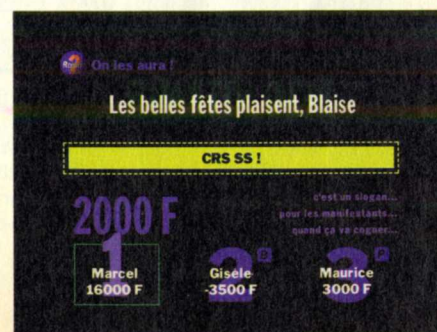 On les aura !
Les belles fêtes plaisent, Blaise
CRS SS !
2000 F
c'est un slogan...
pour les manifestants...
quand ça va cogner...
1
Marcel
16000 F
2 B
Gisèle
-3500 F
3 P
Maurice
3000 F